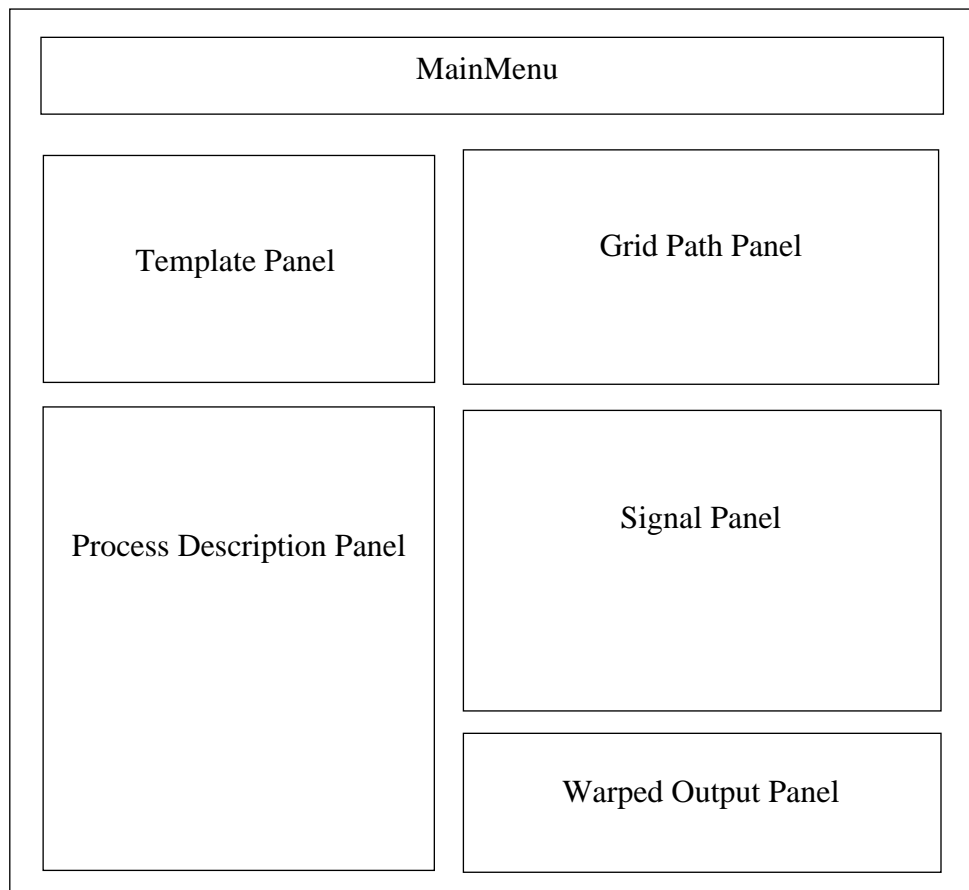 MainMenu
Template Panel
Grid Path Panel
Process Description Panel
Signal Panel
Warped Output Panel